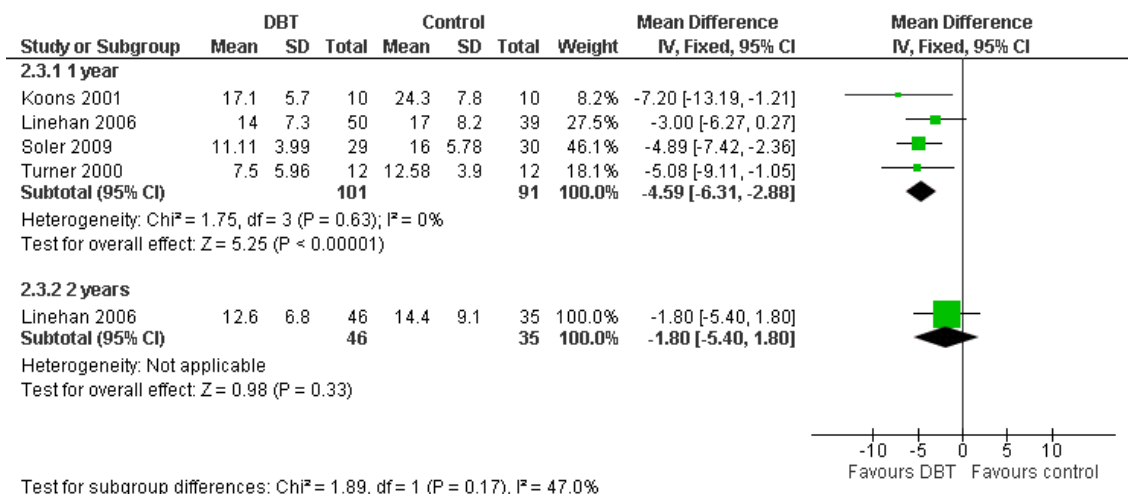 DBT Control Mean Difference Mean Difference
Study or Subgroup Mean SD Total Mean SD Total Weight IV, Fixed, 95% CI IV, Fixed, 95% CI
2.3.1 1 year
Koons 2001 17.1 5.7 10 24.3 7.8 10 8.2% -7.20 [-13.19, -1.21]
Linehan 2006 14 7.3 50 17 8.2 39 27.5% -3.00 [-6.27, 0.27]
Soler 2009 11.11 3.99 29 16 5.78 30 46.1% -4.89 [-7.42, -2.36]
Turner 2000 7.5 5.96 12 12.58 3.9 12 18.1% -5.08 [-9.11, -1.05]
Subtotal (95% CI) 101 91 100.0% -4.59 [-6.31, -2.88]
Heterogeneity: Chi² = 1.75, df = 3 (P = 0.63); I² = 0%
Test for overall effect: Z = 5.25 (P < 0.00001)
2.3.2 2 years
Linehan 2006 12.6 6.8 46 14.4 9.1 35 100.0% -1.80 [-5.40, 1.80]
Subtotal (95% CI) 46 35 100.0% -1.80 [-5.40, 1.80]
Heterogeneity: Not applicable
Test for overall effect: Z = 0.98 (P = 0.33)
-10 -5 0 5 10
Favours DBT Favours control
Test for subgroup differences: Chi² = 1.89, df = 1 (P = 0.17), I² = 47.0%